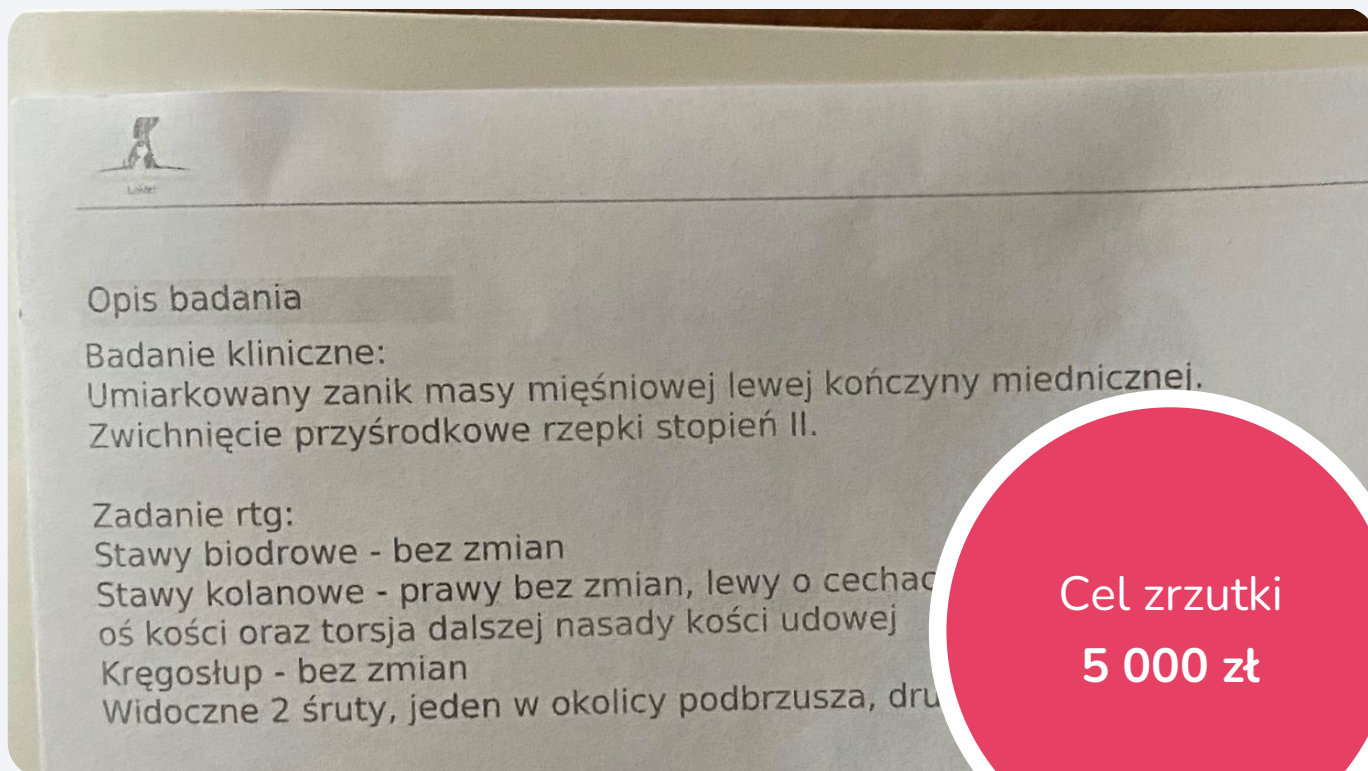 Opis badania
Badanie kliniczne:
Umiarkowany zanik masy mięśniowej lewej kończyny miednicznej.
Zwichnięcie przyśrodkowe rzepki stopień II.
Zadanie rtg:
Stawy biodrowe - bez zmian
Stawy kolanowe - prawy bez zmian, lewy o
oś kości oraz torsja dalszej nasady kości udowej
Kręgosłup - bez zmian
Widoczne 2 śruty, jeden w okolicy podbrzusza,
Cel zrzutki
5 000 zł